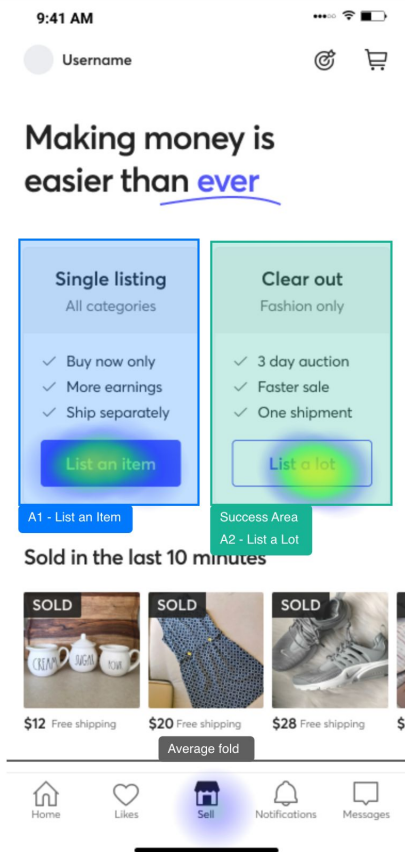 9:41 AM
Username
Making money is
easier than ever
Single listing
All categories
Buy now only
More earnings
Ship separately
List an item
A1 - List an Item
Clear out
Fashion only
3 day auction
Faster sale
One shipment
List a lot
Success Area
A2 - List a Lot
Sold in the last 10 minutes
SOLD
SOLD
SOLD
CREAM
SUGAR
$12 Free shipping
$20 Free shipping
$28 Free shipping
$
Average fold
Home
Likes
Sell
Notifications
Messages